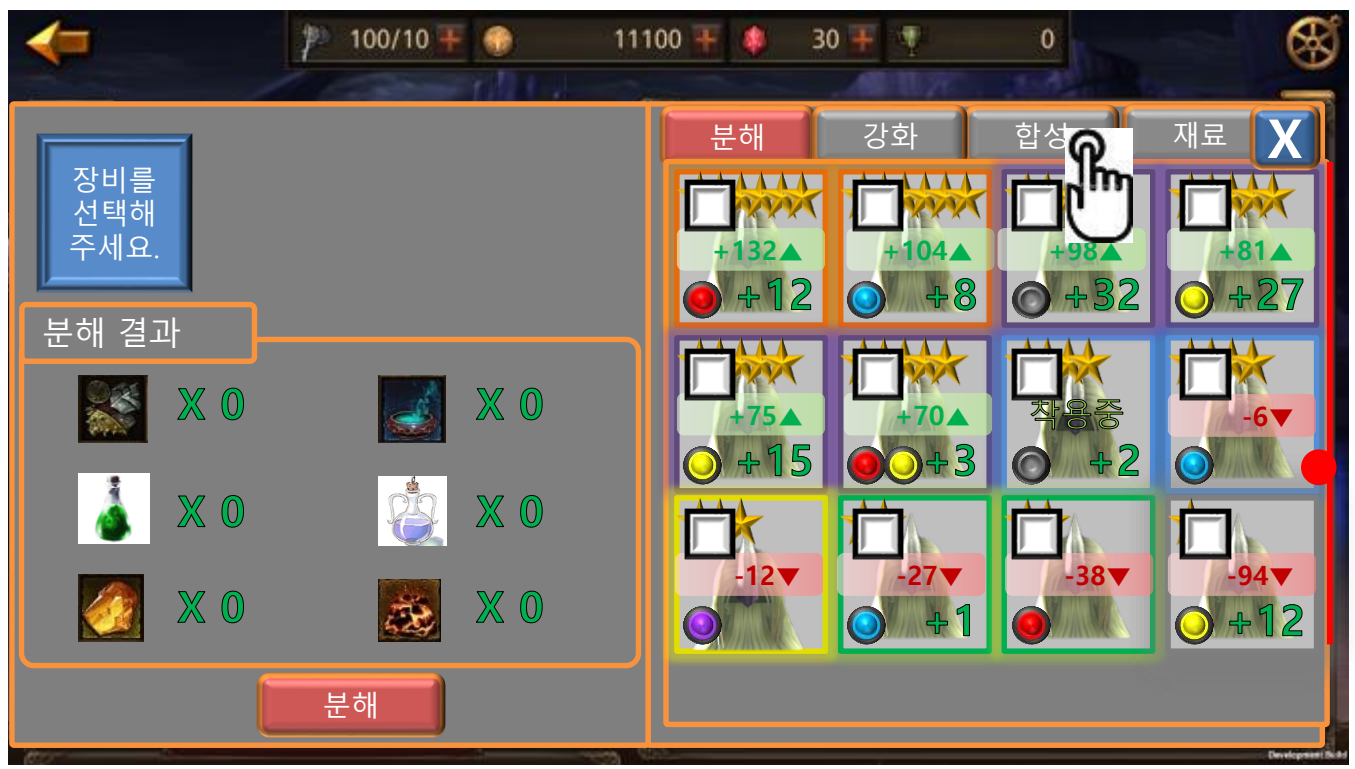 100/10
11100
30
0
분해
강화
합성
재료
X
장비를
선택해
주세요.
분해 결과
X 0
X 0
X 0
X 0
X 0
X 0
분해
+132▲
+104▲
+98▲
+81▲
+12
+8
+32
+27
+75▲
+70▲
착용중
-6▼
+15
+3
+2
-12▼
-27▼
-38▼
-94▼
+1
+12
Development Build